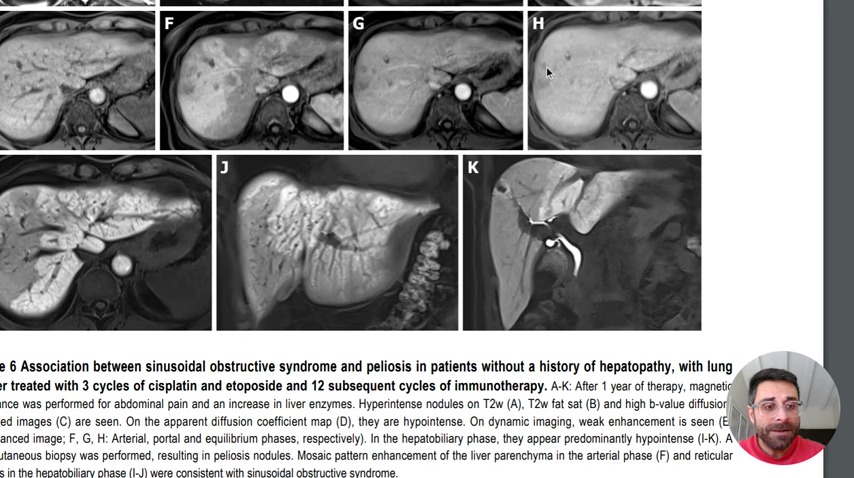 F
G
H
J
K
e 6 Association between sinusoidal obstructive syndrome and peliosis in patients without a history of hepatopathy, with lung
er treated with 3 cycles of cisplatin and etoposide and 12 subsequent cycles of immunotherapy. A-K: After 1 year of therapy, magnetic
ance was performed for abdominal pain and an increase in liver enzymes. Hyperintense nodules on T2w (A), T2w fat sat (B) and high b-value diffusion
ed images (C) are seen. On the apparent diffusion coefficient map (D), they are hypointense. On dynamic imaging, weak enhancement is seen (E
anced image; F, G, H: Arterial, portal and equilibrium phases, respectively). In the hepatobiliary phase, they appear predominantly hypointense (I-K). A
utaneous biopsy was performed, resulting in peliosis nodules. Mosaic pattern enhancement of the liver parenchyma in the arterial phase (F) and reticular
s in the hepatobiliary phase (I-J) were consistent with sinusoidal obstructive syndrome.